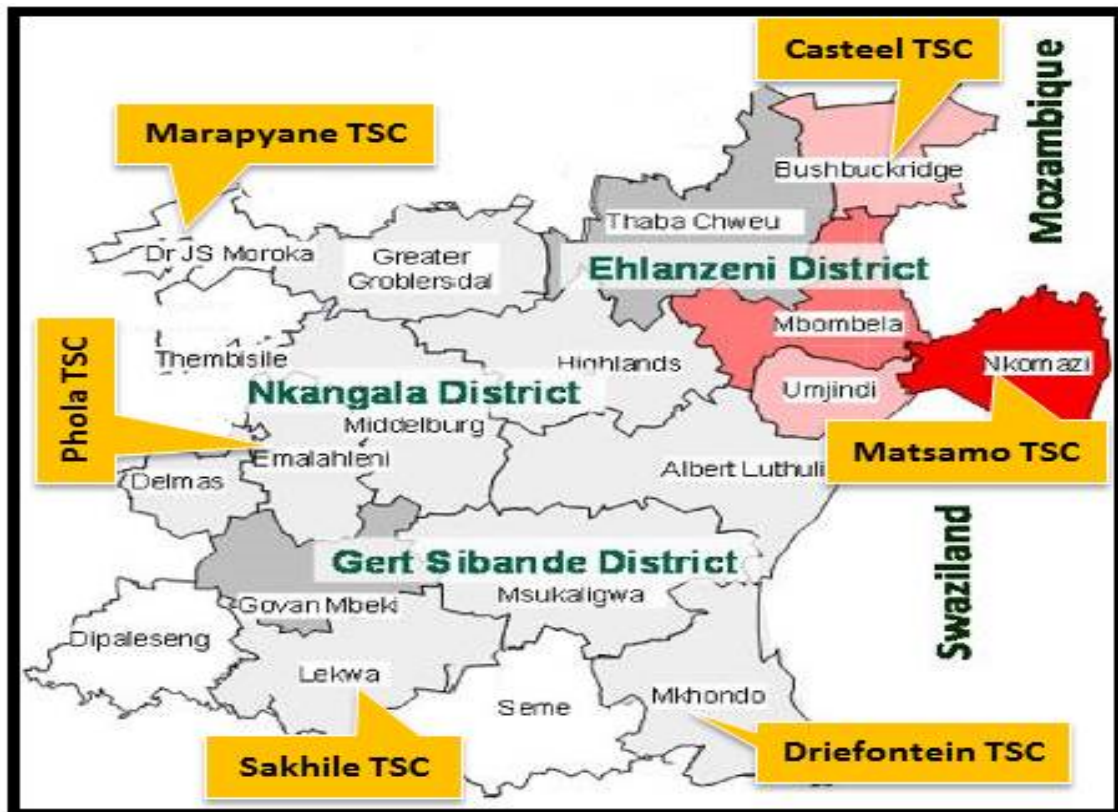 Casteel TSC
Mozambique
Marapyane TSC
Bushbuckridge
Thaba Chweu
Dr JS Moroka
Greater
Groblersdal
Ehlanzeni District
Mbombela
Thembisile
Highlands
Nkomazi
Nkangala District
Umjindi
Phola TSC
Middelburg
Emalahleni
Matsamo TSC
Delmas
Albert Luthuli
Swaziland
Gert Sibande District
Govan Mbeki
Msukaligwa
Dipaleseng
Lekwa
Mkhondo
Seme
Sakhile TSC
Driefontein TSC